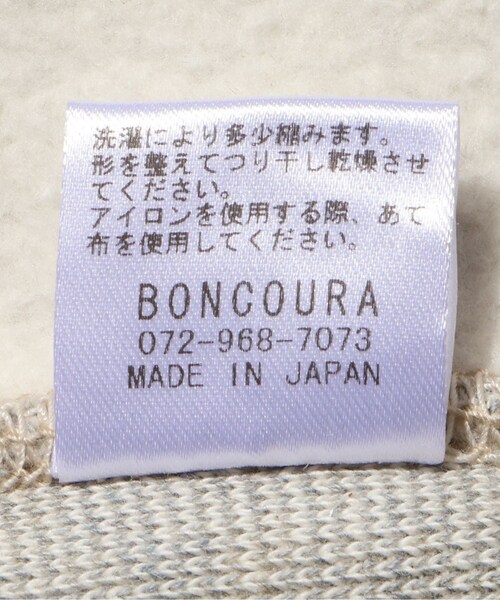 洗濯により多少縮みます。
形を整えてつり干し乾燥させ
てください。
アイロンを使用する際、あて
布を使用してください。
BONCOURA
072-968-7073
MADE IN JAPAN